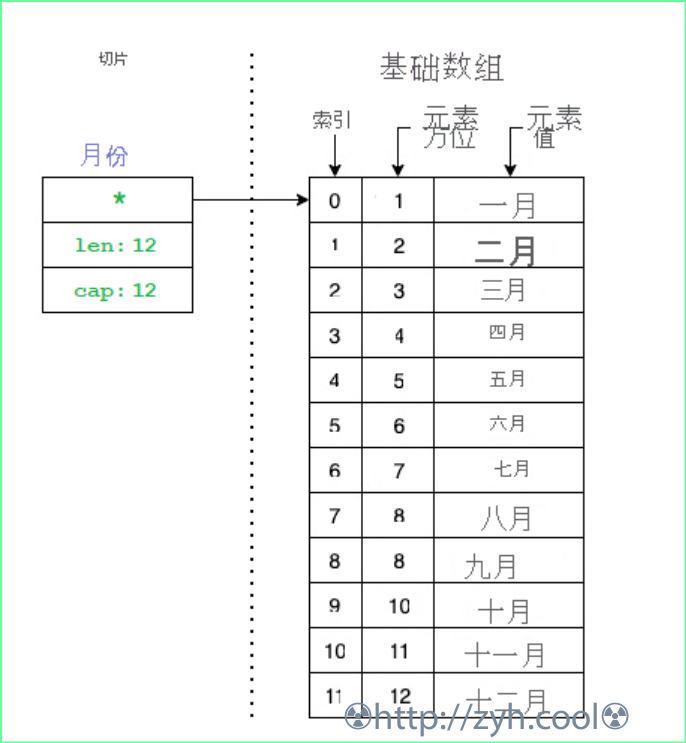 切片
基础数组
索引
元素
方位
元素
值
月份
*
len: 12
cap: 12
0 1 一月
1 2 二月
2 3 三月
3 4 四月
4 5 五月
5 6 六月
6 7 七月
7 8 八月
8 8 九月
9 10 十月
10 11 十一月
11 12 十二月
☢http://zyh.cool☢